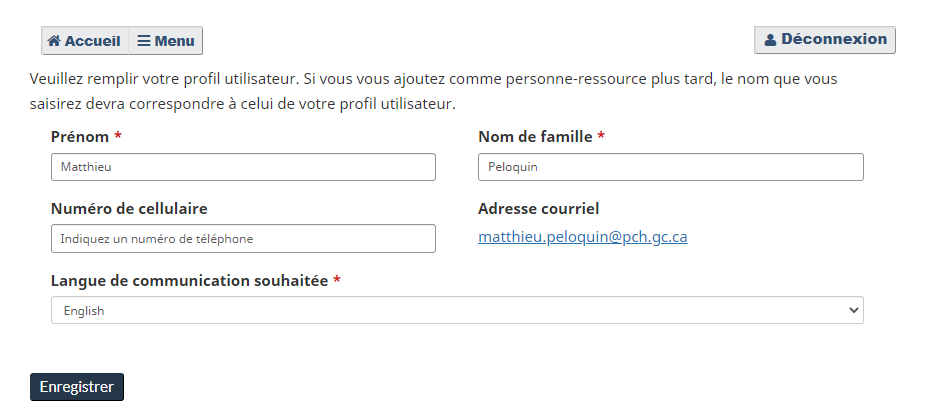 Accueil Menu Déconnexion
Veuillez remplir votre profil utilisateur. Si vous vous ajoutez comme personne-ressource plus tard, le nom que vous
saisirez devra correspondre à celui de votre profil utilisateur.
Prénom * Nom de famille *
Matthieu Peloquin
Numéro de cellulaire Adresse courriel
Indiquez un numéro de téléphone matthieu.peloquin@pch.gc.ca
Langue de communication souhaitée *
English
Enregistrer